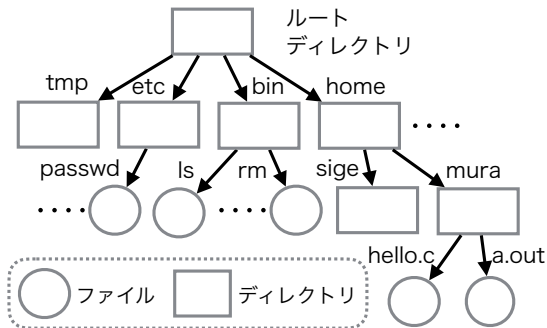 ルート
ディレクトリ
tmp
etc
bin
home
passwd
ls
rm
sige
mura
hello.c
a.out
ファイル
ディレクトリ